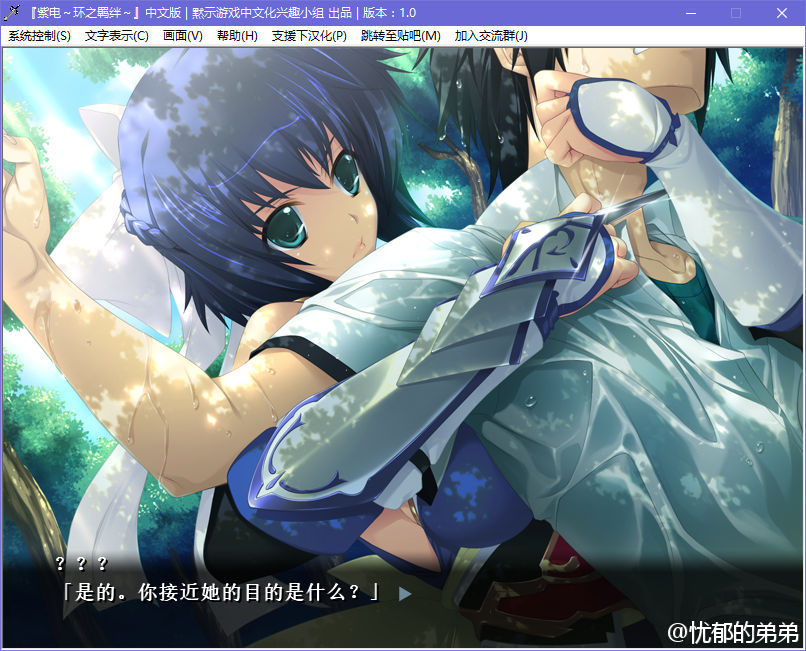 『紫电～环之羁绊～』中文版 | 默示游戏中文化兴趣小组 出品 | 版本：1.0
系统控制(S) 文字表示(C) 画面(V) 帮助(H) 支援下汉化(P) 跳转至贴吧(M) 加入交流群(J)
？？？
「是的。你接近她的目的是什么？」
@忧郁的弟弟